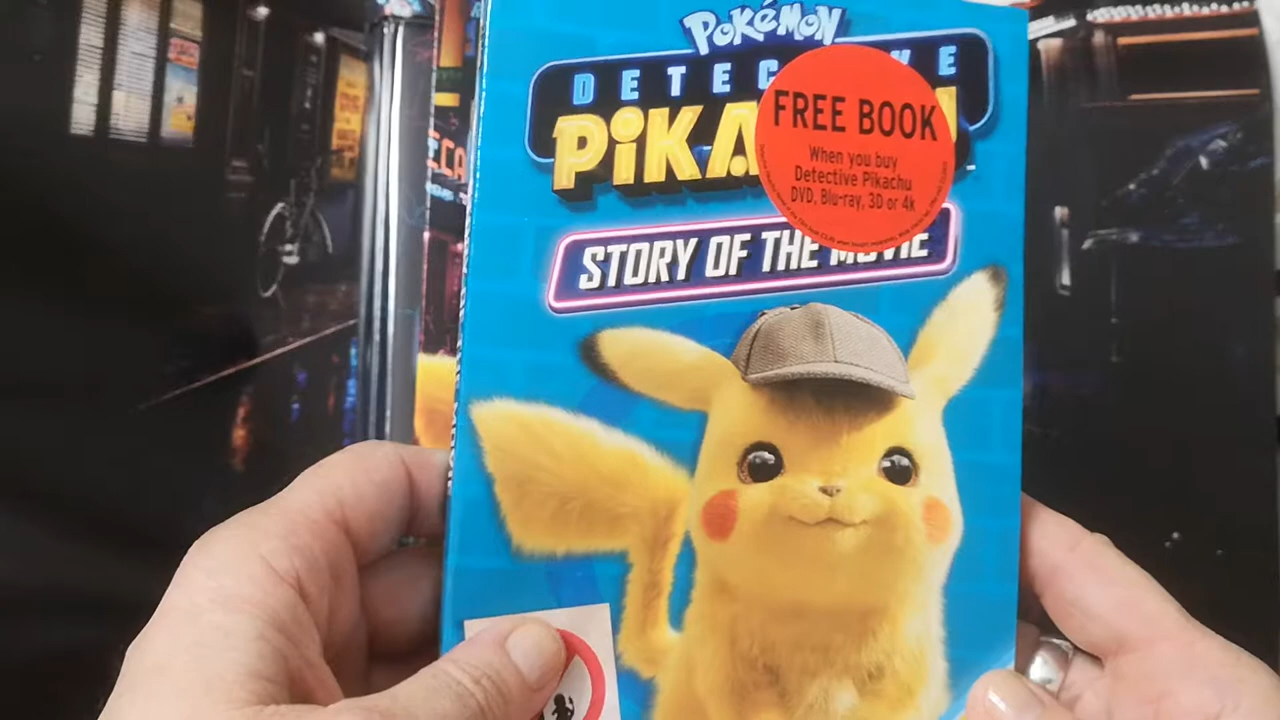 POKéMON
DETEC VE
PiKA U
FREE BOOK
When you buy
Detective Pikachu
DVD, Blu-ray, 3D or 4k
STORY OF THE MOVIE